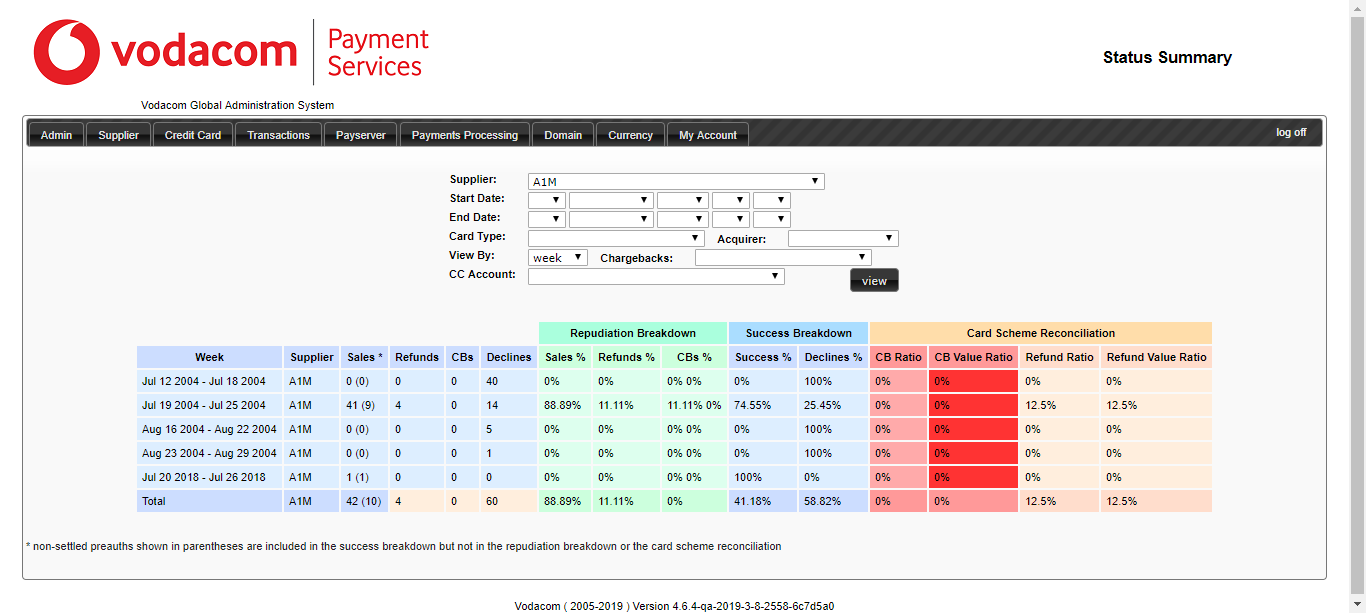 vodacom
Payment
Services
Status Summary
Vodacom Global Administration System
Admin Supplier Credit Card Transactions Payserver Payments Processing Domain Currency My Account log off
Supplier: A1M
Start Date:
End Date:
Card Type: Acquirer:
View By: week Chargebacks:
CC Account: view
Repudiation Breakdown Success Breakdown Card Scheme Reconciliation
Week Supplier Sales * Refunds CBs Declines Sales % Refunds % CBs % Success % Declines % CB Ratio CB Value Ratio Refund Ratio Refund Value Ratio
Jul 12 2004 - Jul 18 2004 A1M 0 (0) 0 0 40 0% 0% 0% 0% 0% 100% 0% 0% 0% 0%
Jul 19 2004 - Jul 25 2004 A1M 41 (9) 4 0 14 88.89% 11.11% 11.11% 0% 74.55% 25.45% 0% 0% 12.5% 12.5%
Aug 16 2004 - Aug 22 2004 A1M 0 (0) 0 0 5 0% 0% 0% 0% 0% 100% 0% 0% 0% 0%
Aug 23 2004 - Aug 29 2004 A1M 0 (0) 0 0 1 0% 0% 0% 0% 0% 100% 0% 0% 0% 0%
Jul 20 2018 - Jul 26 2018 A1M 1 (1) 0 0 0 0% 0% 0% 0% 100% 0% 0% 0% 0% 0%
Total A1M 42 (10) 4 0 60 88.89% 11.11% 0% 41.18% 58.82% 0% 0% 12.5% 12.5%
* non-settled preauths shown in parentheses are included in the success breakdown but not in the repudiation breakdown or the card scheme reconciliation
Vodacom ( 2005-2019 ) Version 4.6.4-qa-2019-3-8-2558-6c7d5a0